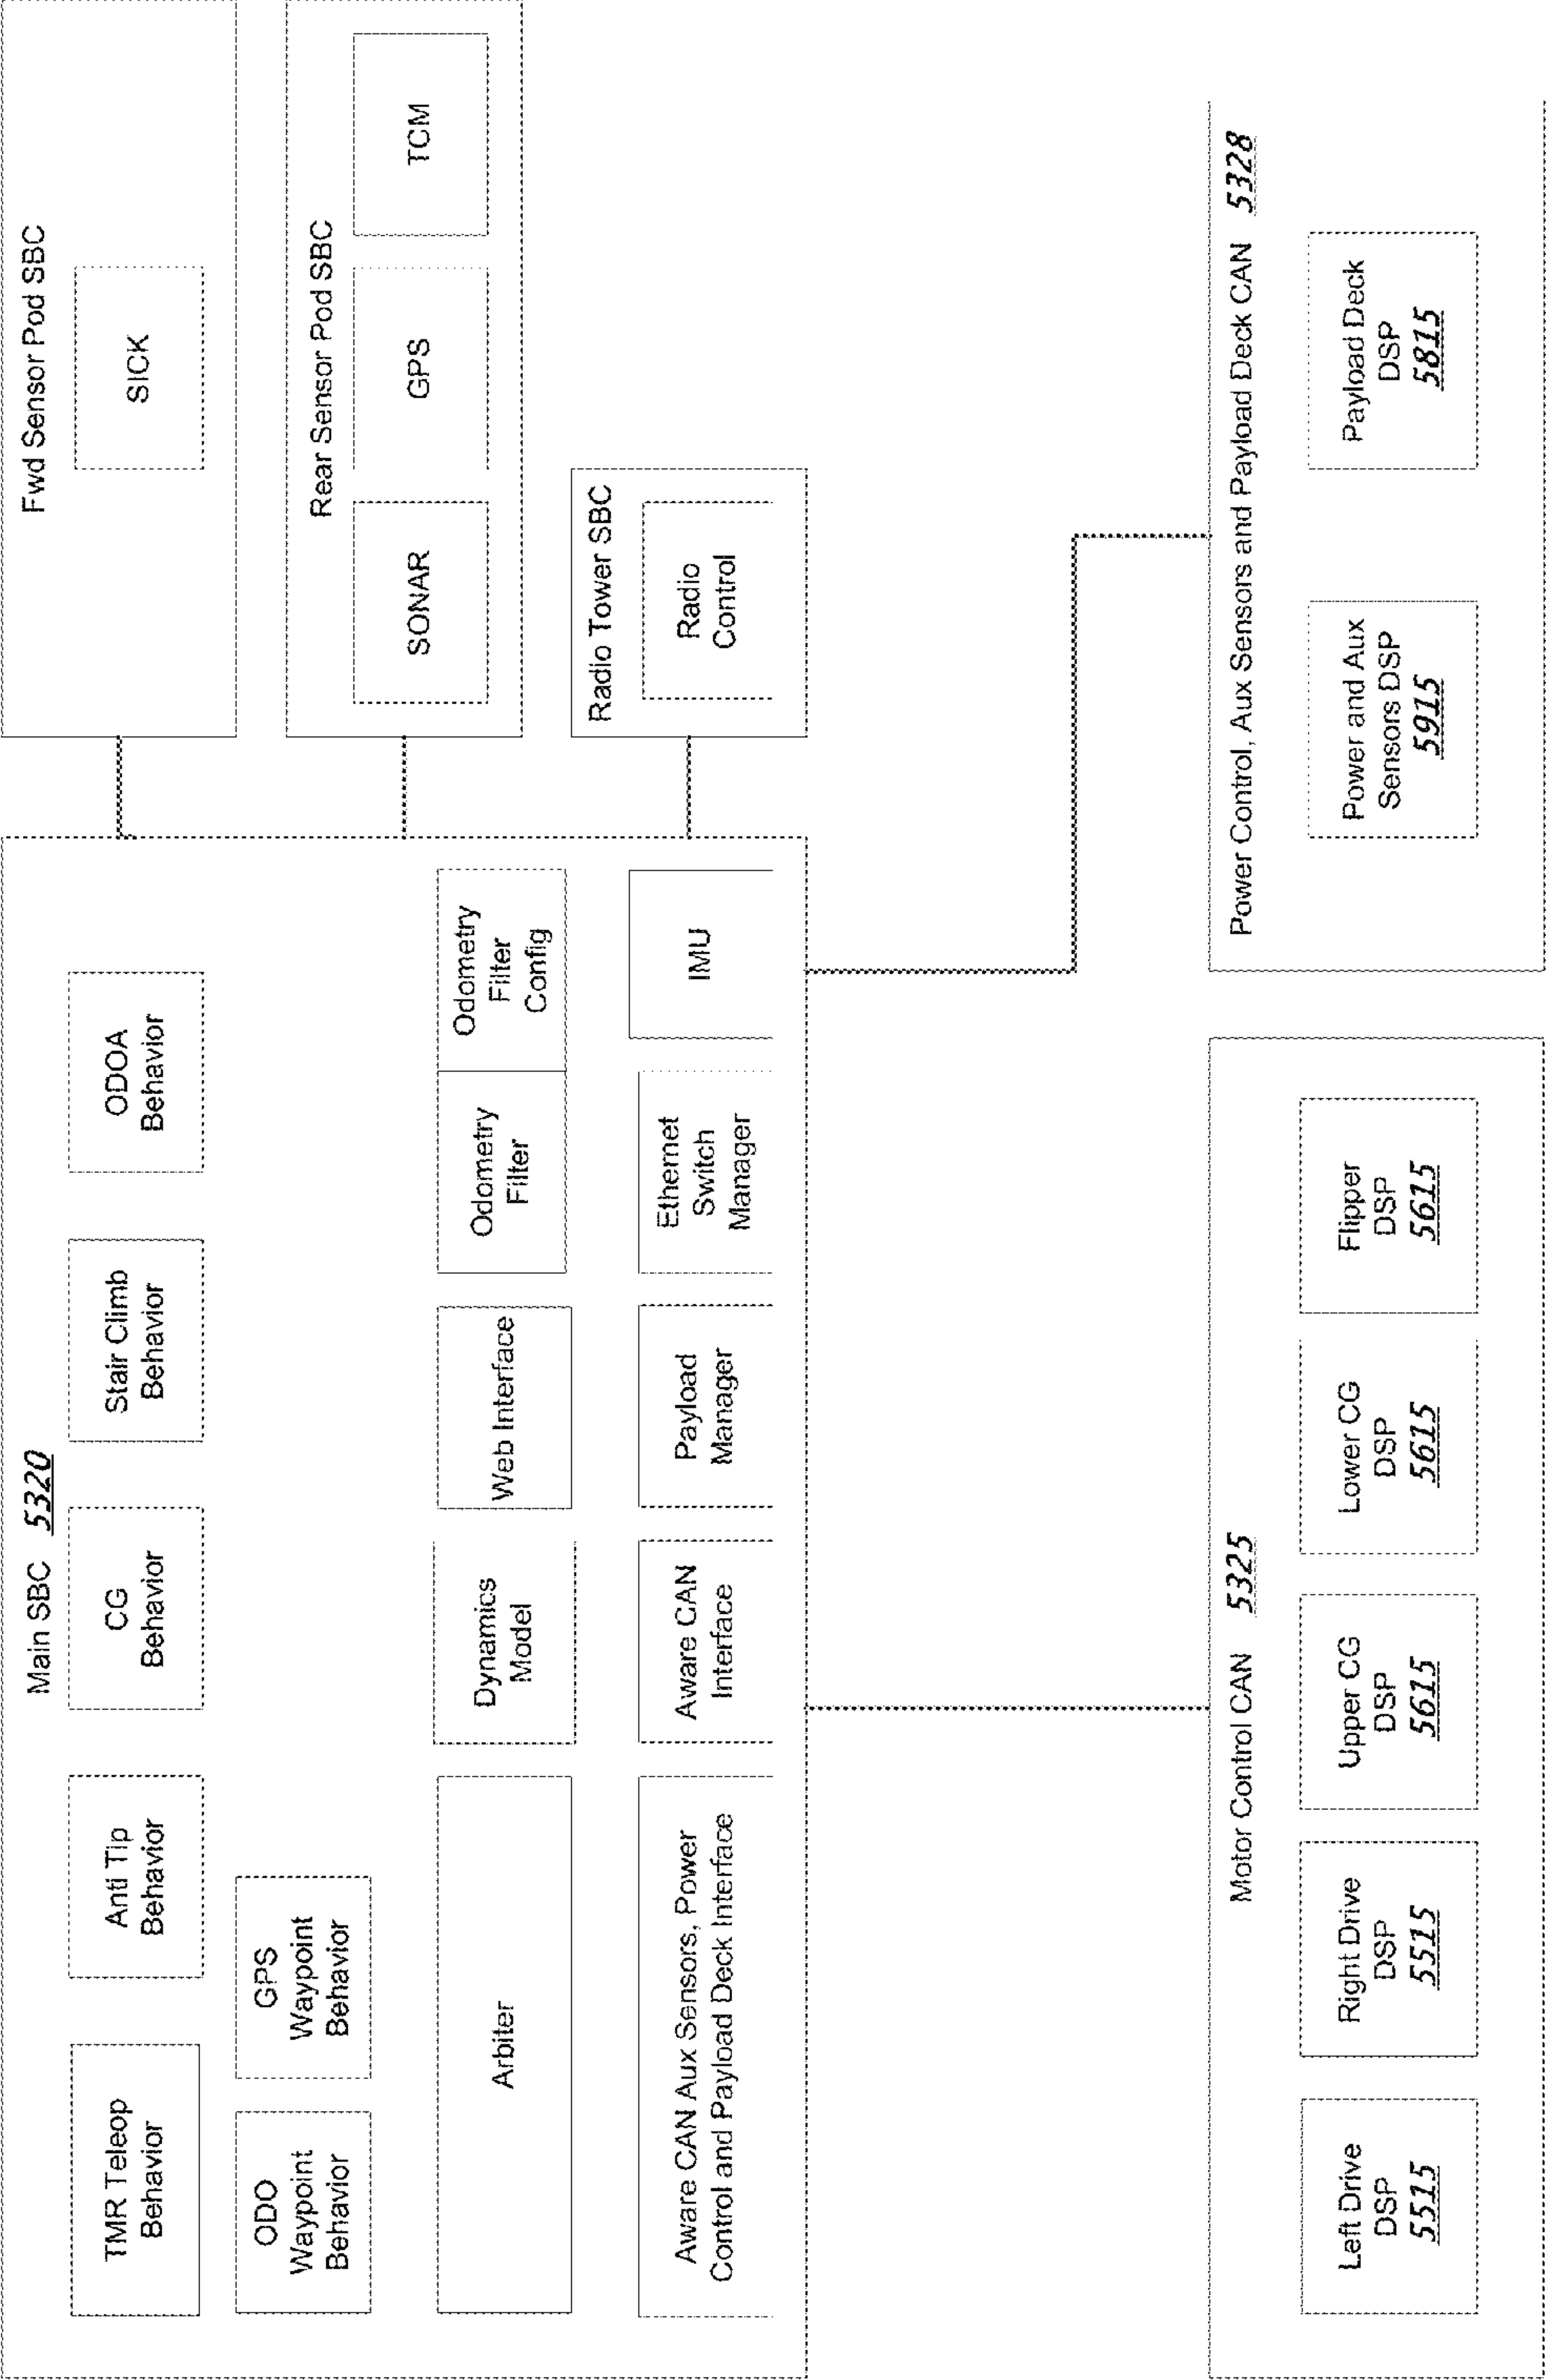 Main SBC 5320
TMR Teleop
Behavior
Anti Tip
Behavior
CG
Behavior
Stair Climb
Behavior
ODOA
Behavior
ODO
Waypoint
Behavior
GPS
Waypoint
Behavior
Arbiter
Dynamics
Model
Web Interface
Odometry
Filter
Odometry
Filter
Config
Aware CAN Aux Sensors, Power
Control and Payload Deck Interface
Aware CAN
Interface
Payload
Manager
Ethernet
Switch
Manager
IMU
Fwd Sensor Pod SBC
SICK
Rear Sensor Pod SBC
SONAR
GPS
TCM
Radio Tower SBC
Radio
Control
Motor Control CAN 5325
Left Drive
DSP
5515
Right Drive
DSP
5515
Upper CG
DSP
5615
Lower CG
DSP
5615
Flipper
DSP
5615
Power Control, Aux Sensors and Payload Deck CAN 5328
Power and Aux
Sensors DSP
5915
Payload Deck
DSP
5815